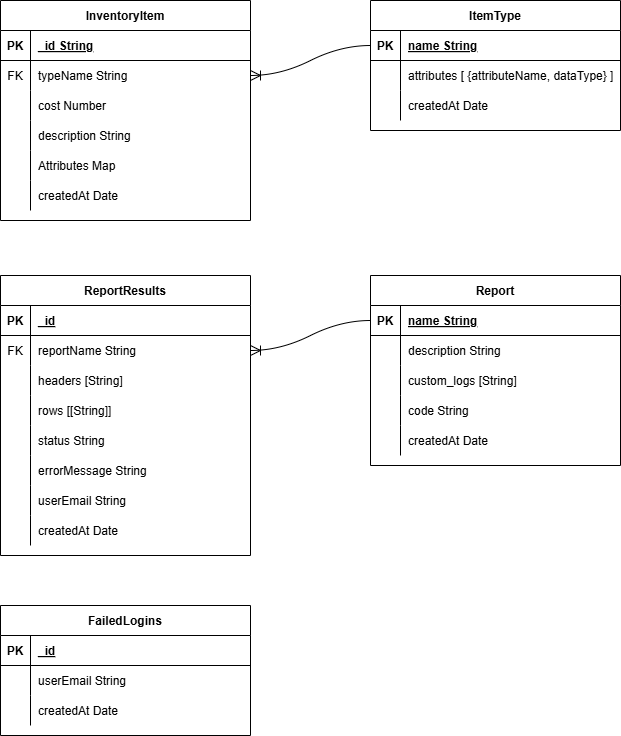 InventoryItem
PK _id String
FK typeName String
cost Number
description String
Attributes Map
createdAt Date
ItemType
PK name String
attributes [ {attributeName, dataType} ]
createdAt Date
ReportResults
PK _id
FK reportName String
headers [String]
rows [[String]]
status String
errorMessage String
userEmail String
createdAt Date
Report
PK name String
description String
custom_logs [String]
code String
createdAt Date
FailedLogins
PK _id
userEmail String
createdAt Date